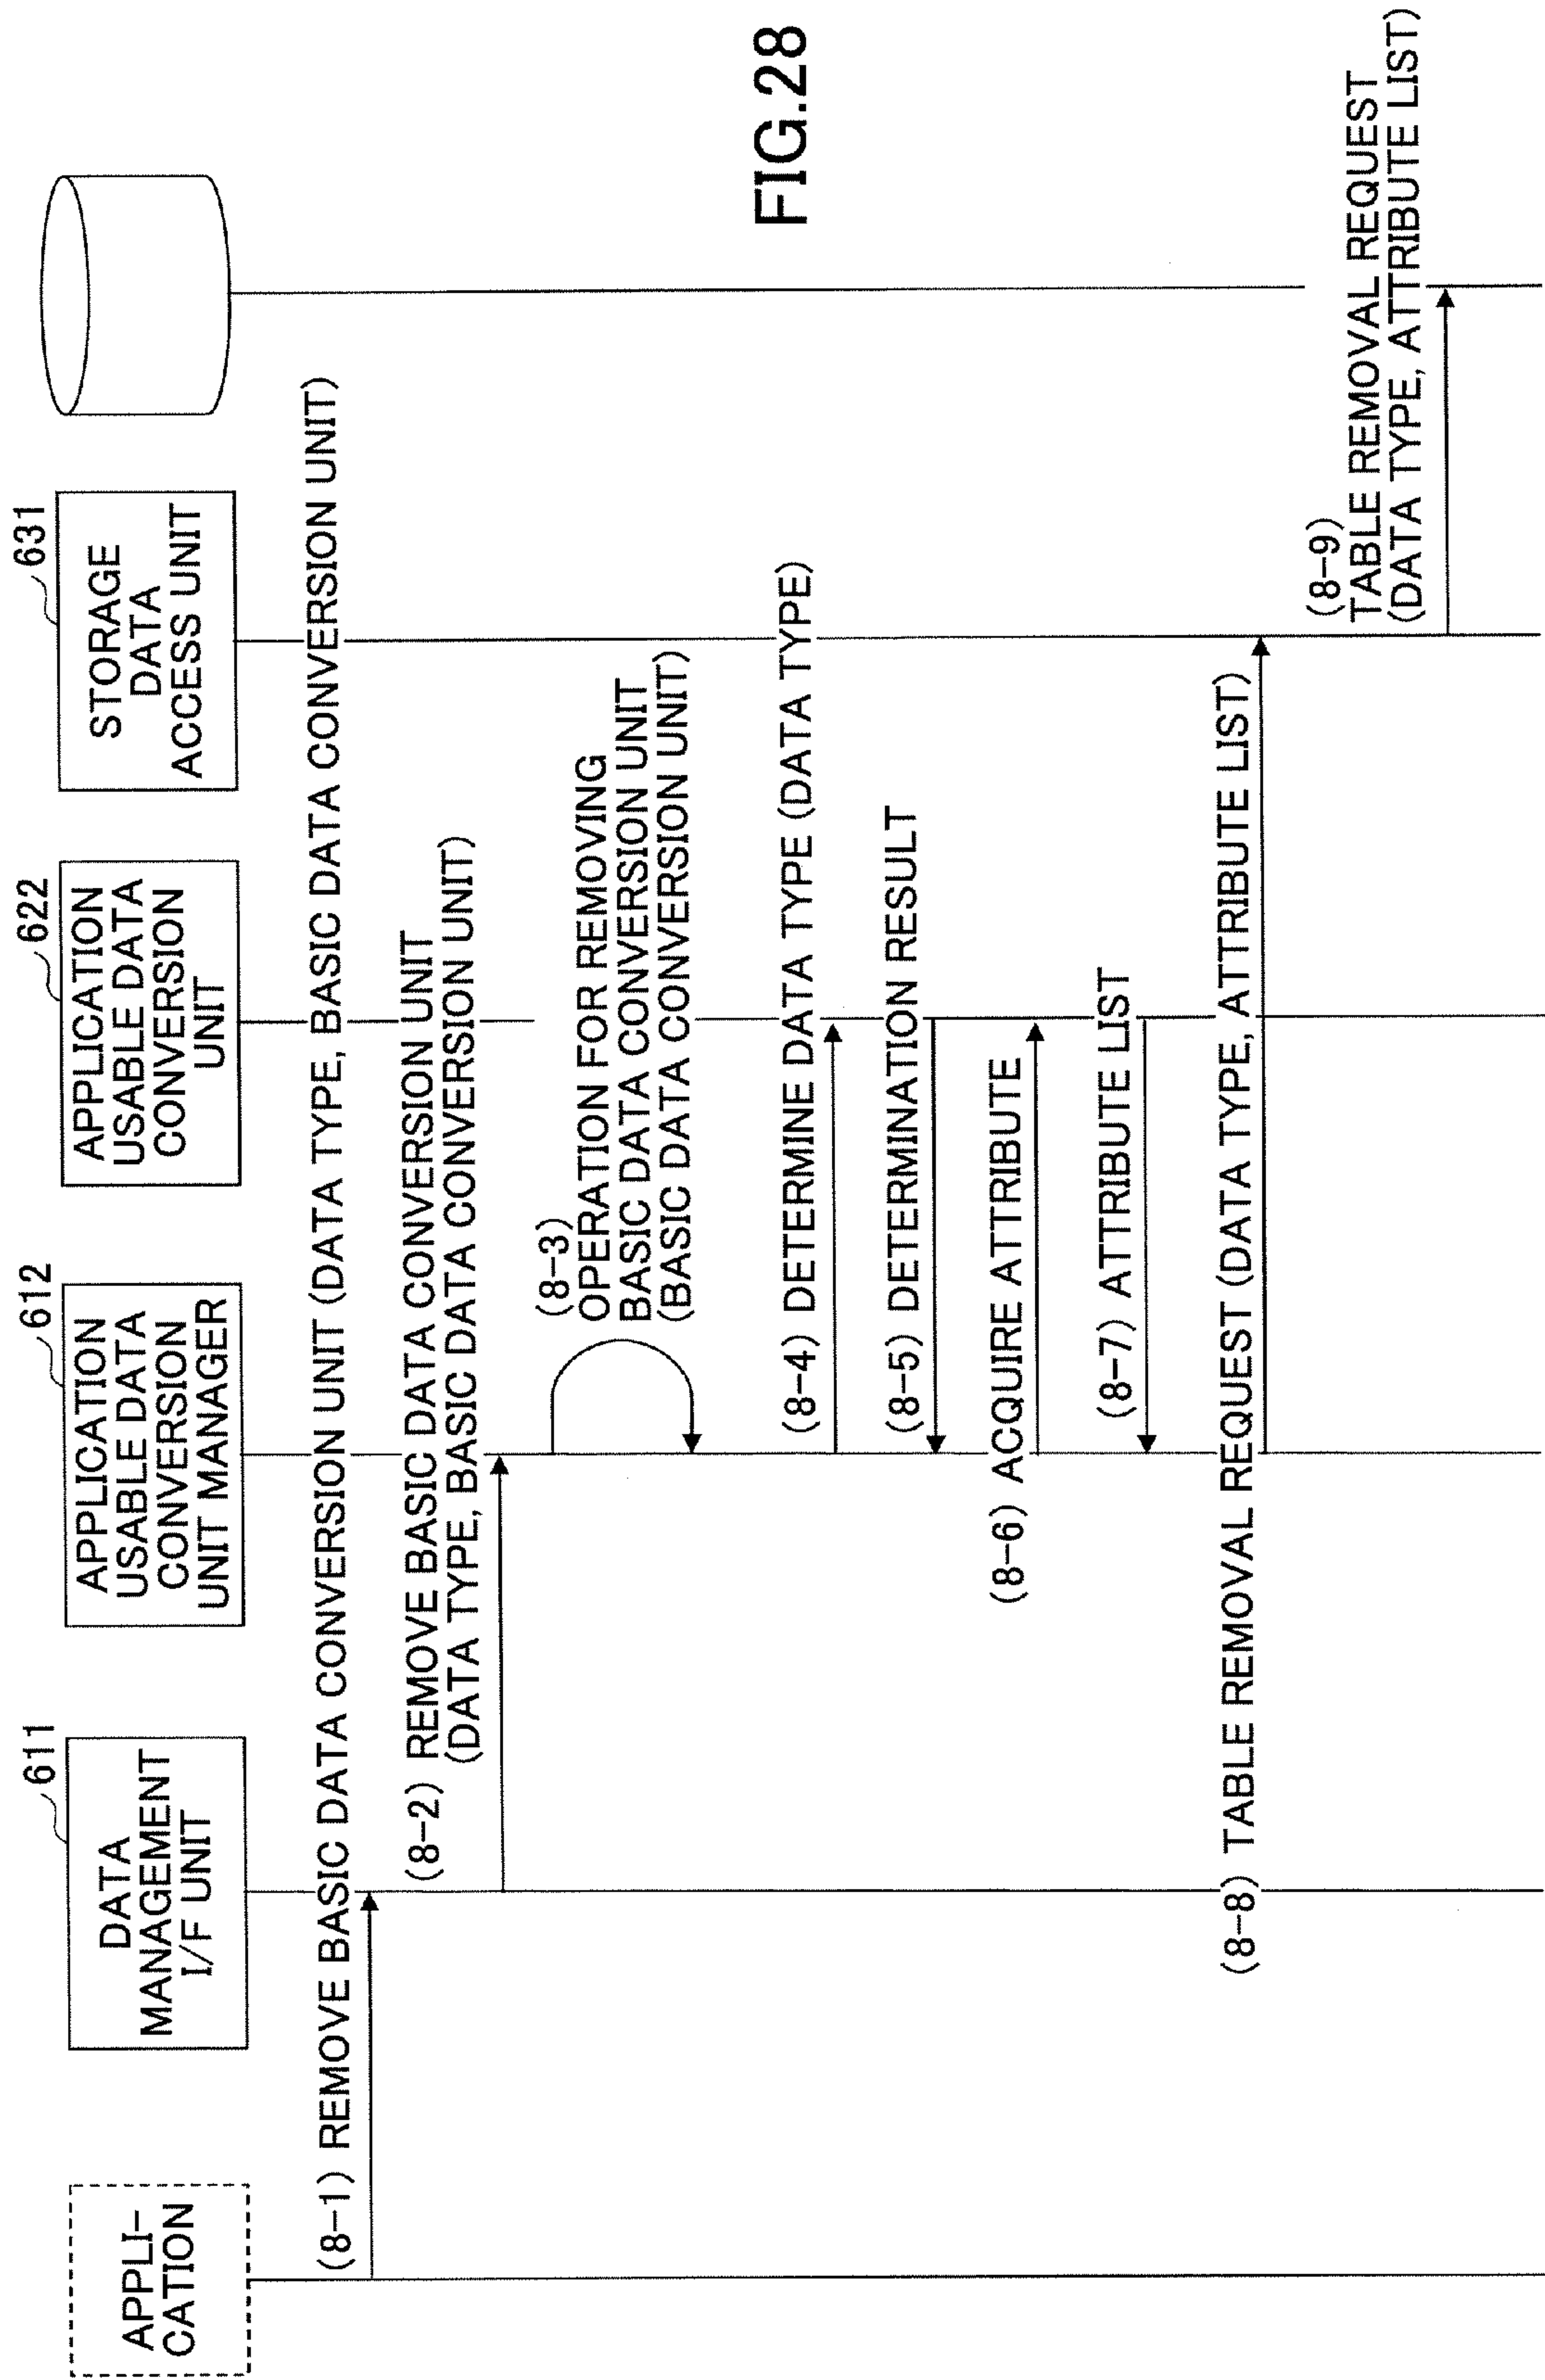 FIG.28
APPLI-
CATION
611
DATA
MANAGEMENT
I/F UNIT
612
APPLICATION
USABLE DATA
CONVERSION
UNIT MANAGER
622
APPLICATION
USABLE DATA
CONVERSION
UNIT
631
STORAGE
DATA
ACCESS UNIT
(8-1) REMOVE BASIC DATA CONVERSION UNIT (DATA TYPE, BASIC DATA CONVERSION UNIT)
(8-2) REMOVE BASIC DATA CONVERSION UNIT
(DATA TYPE, BASIC DATA CONVERSION UNIT)
(8-3)
OPERATION FOR REMOVING
BASIC DATA CONVERSION UNIT
(BASIC DATA CONVERSION UNIT)
(8-4) DETERMINE DATA TYPE (DATA TYPE)
(8-5) DETERMINATION RESULT
(8-6) ACQUIRE ATTRIBUTE
(8-7) ATTRIBUTE LIST
(8-8) TABLE REMOVAL REQUEST (DATA TYPE, ATTRIBUTE LIST)
(8-9)
TABLE REMOVAL REQUEST
(DATA TYPE, ATTRIBUTE LIST)